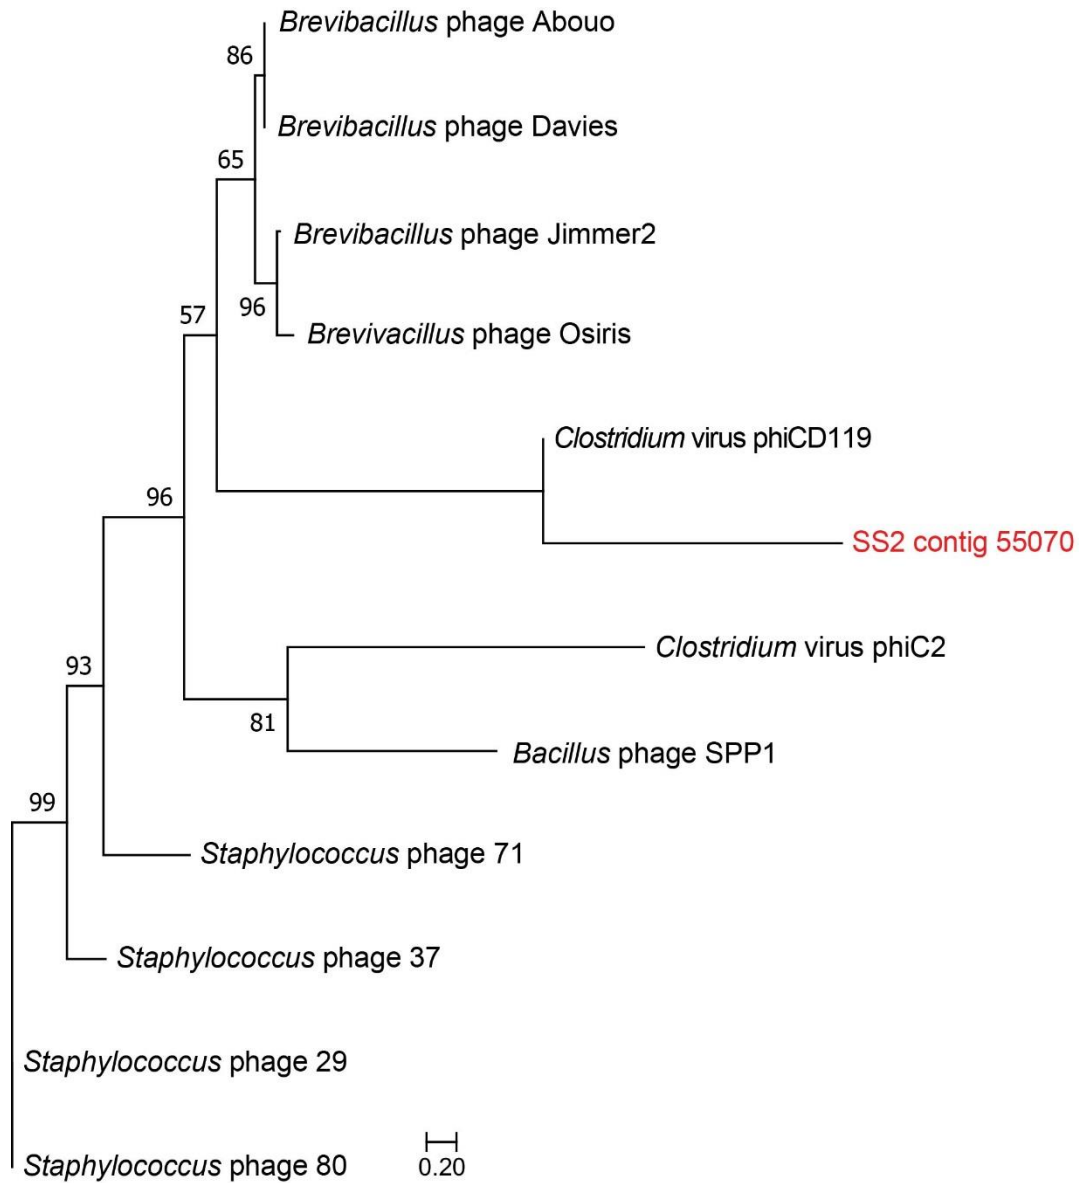 Brevibacillus phage Abouo
86
Brevibacillus phage Davies
65
Brevibacillus phage Jimmer2
96
57
Brevivacillus phage Osiris
Clostridium virus phiCD119
96
SS2 contig 55070
Clostridium virus phiC2
93
81
Bacillus phage SPP1
99
Staphylococcus phage 71
Staphylococcus phage 37
Staphylococcus phage 29
Staphylococcus phage 80
0.20